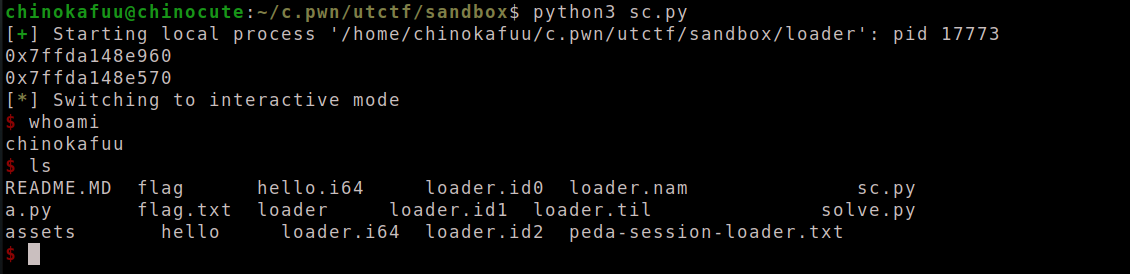 chinokafuu@chinocute:~/c.pwn/utctf/sandbox$ python3 sc.py
[+] Starting local process '/home/chinokafuu/c.pwn/utctf/sandbox/loader': pid 17773
0x7ffda148e960
0x7ffda148e570
[*] Switching to interactive mode
$ whoami
chinokafuu
$ ls
README.MD  flag      hello.i64     loader.id0  loader.nam              sc.py
a.py       flag.txt  loader     loader.id1  loader.til              solve.py
assets       hello     loader.i64  loader.id2  peda-session-loader.txt
$